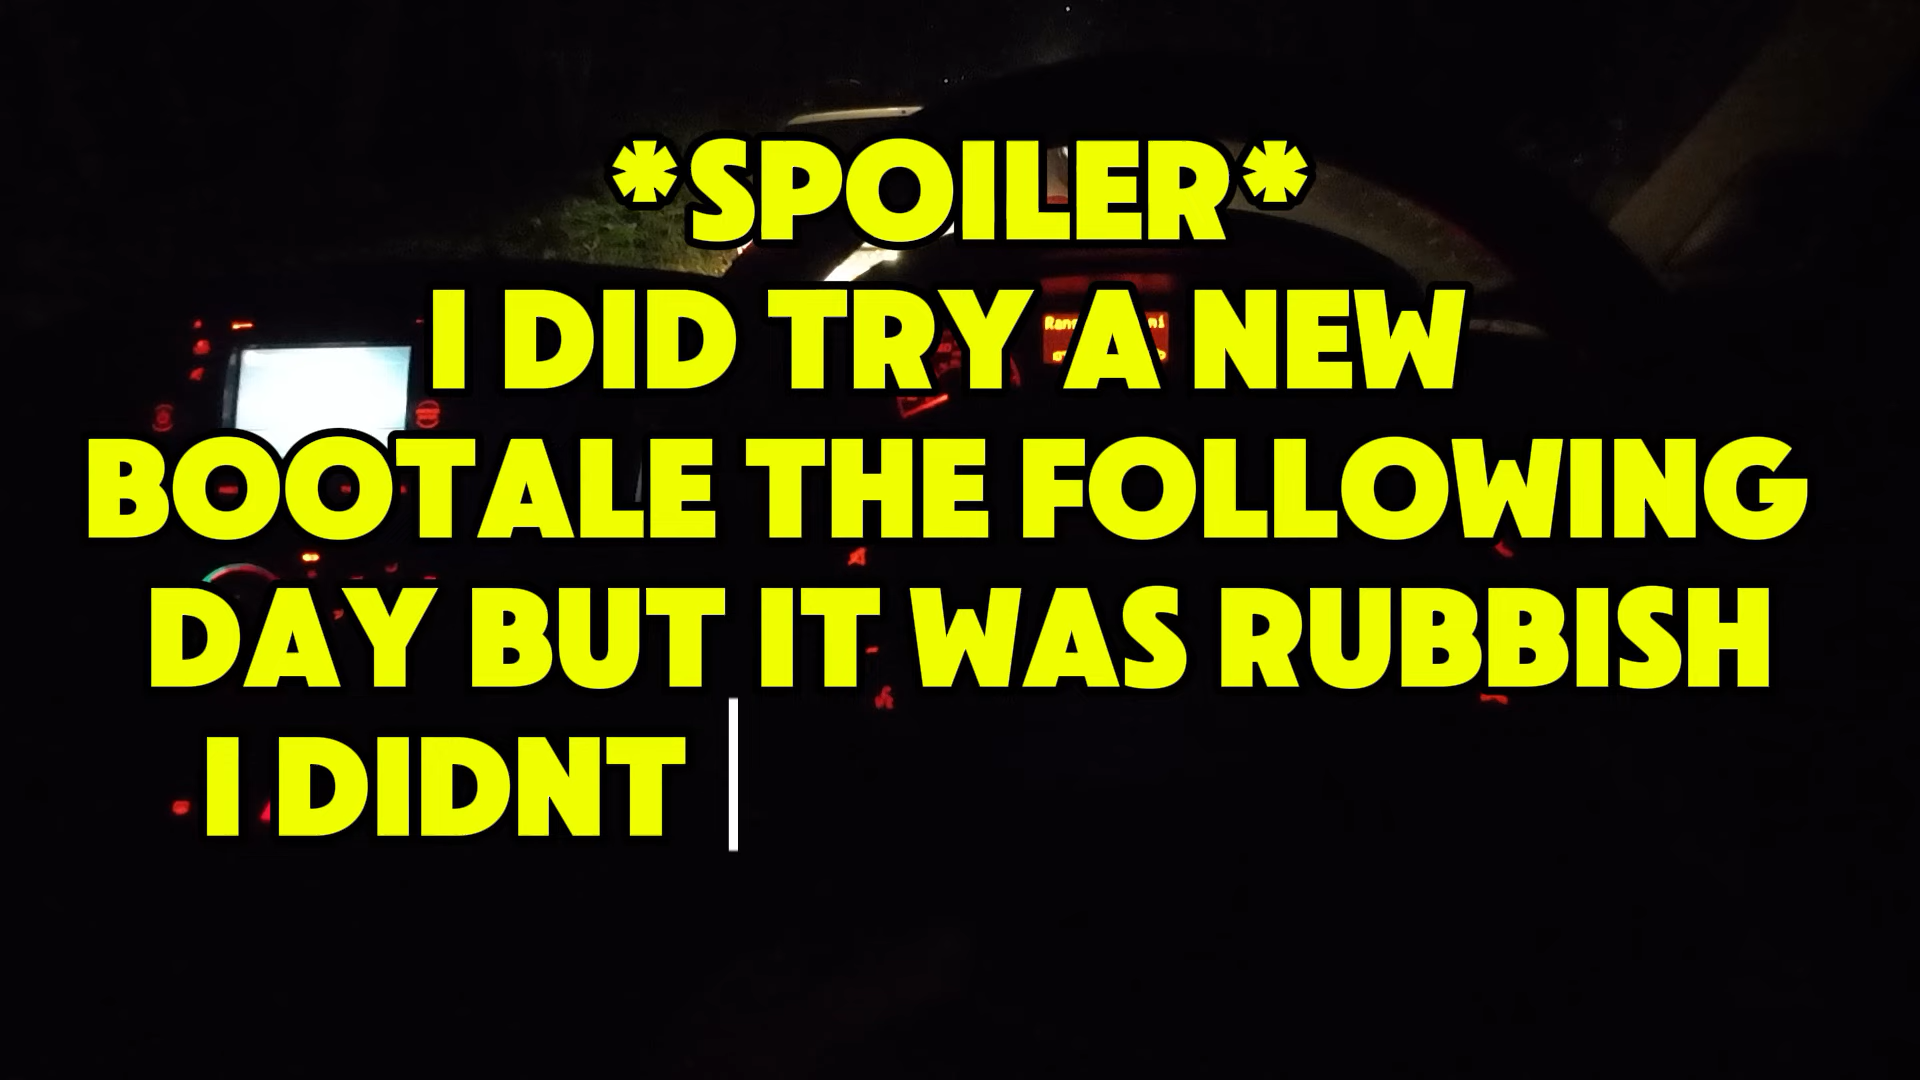 *SPOILER*
I DID TRY A NEW
BOOTALE THE FOLLOWING
DAY BUT IT WAS RUBBISH
I DIDNT